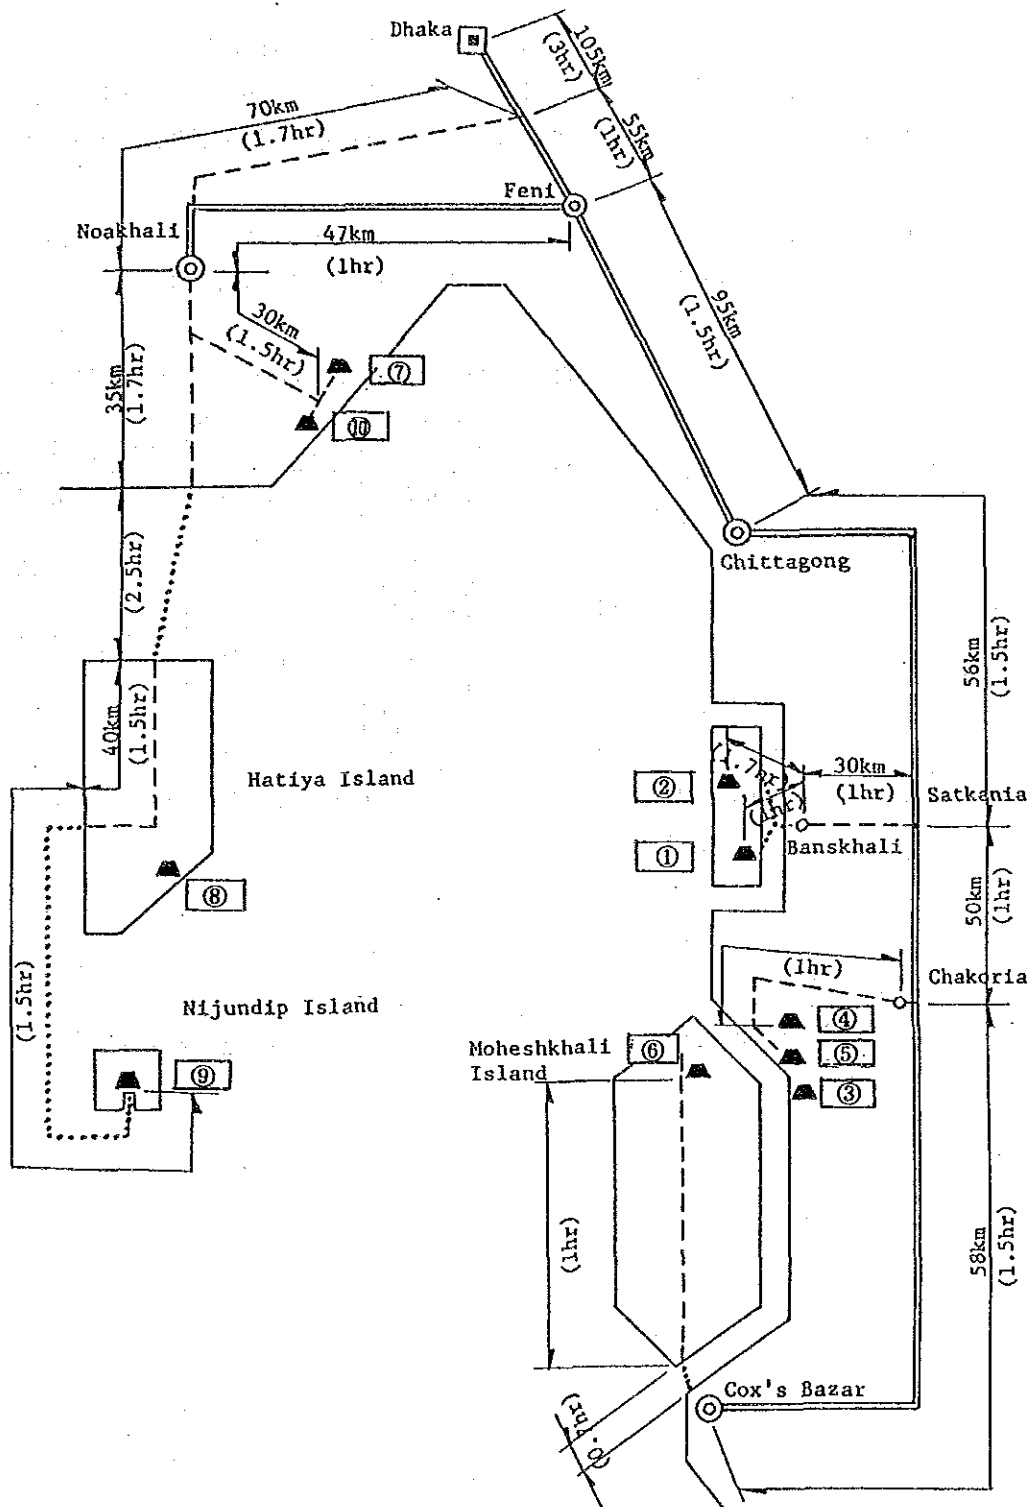 Dhaka
105km
(3hr)
70km
(1.7hr)
55km
(1hr)
Feni
Noakhali
47km
(1hr)
30km
(1.5hr)
95km
(1.5hr)
⑦
35km
(1.7hr)
⑩
Chittagong
(2.5hr)
56km
(1.5hr)
40km
(1.5hr)
Hatiya Island
②
30km
(1hr)
(1hr)
Satkania
①
Banskhali
⑧
50km
(1hr)
(1hr)
Chakoria
(1.5hr)
Nijundip Island
④
Moheshkhali
Island
⑥
⑤
⑨
③
(1hr)
58km
(1.5hr)
Cox's Bazar